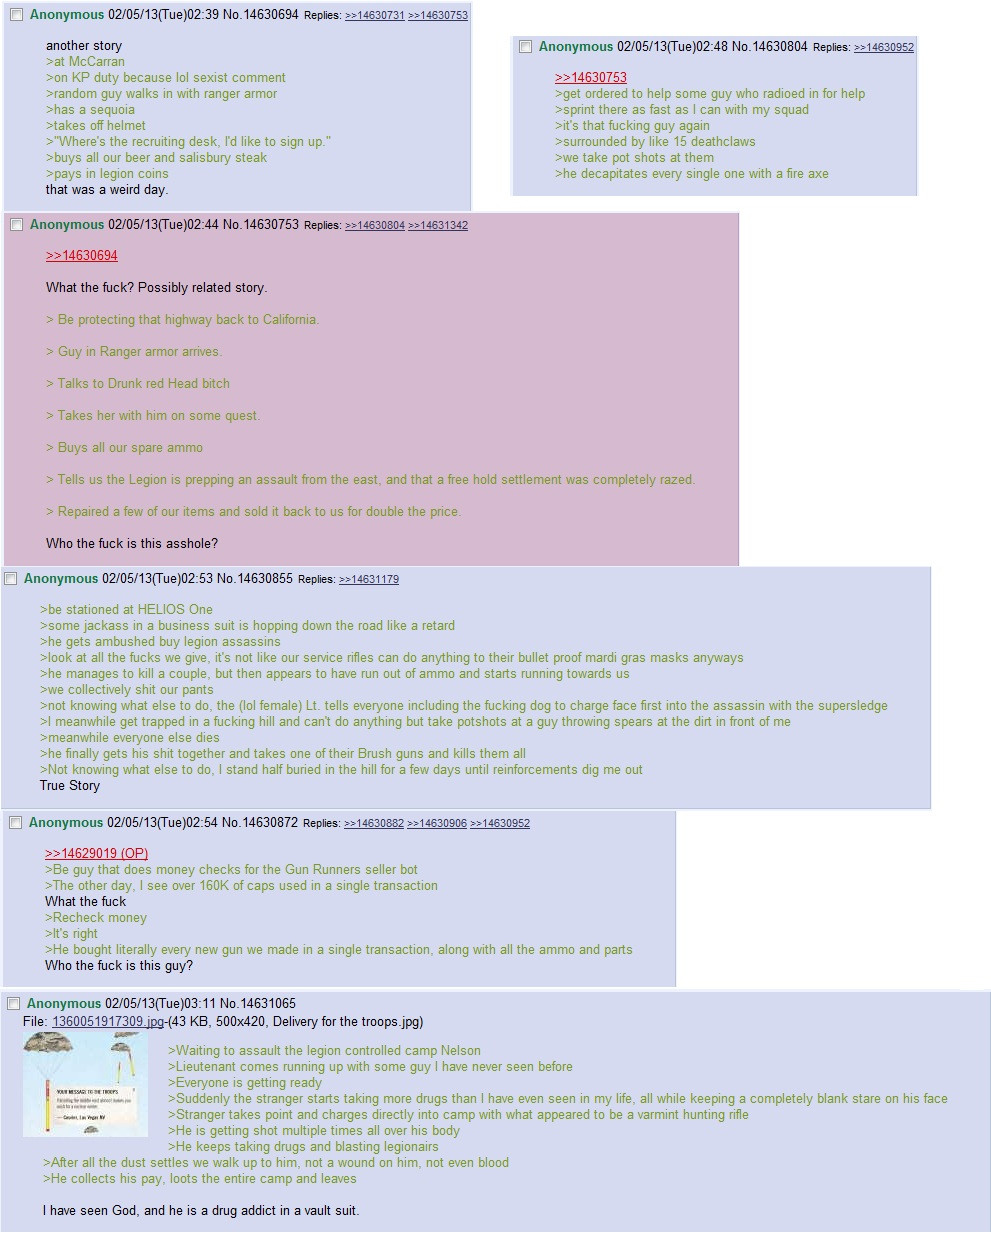 Anonymous 02/05/13(Tue)02:39 No.14630694 Replies: >>14630731 >>14630753
another story
>at McCarran
>on KP duty because lol sexist comment
>random guy walks in with ranger armor
>has a sequoia
>takes off helmet
>"Where's the recruiting desk, I'd like to sign up."
>buys all our beer and salisbury steak
>pays in legion coins
that was a weird day.
Anonymous 02/05/13(Tue)02:48 No.14630804 Replies: >>14630952
>>14630753
>get ordered to help some guy who radioed in for help
>sprint there as fast as I can with my squad
>it's that fucking guy again
>surrounded by like 15 deathclaws
>we take pot shots at them
>he decapitates every single one with a fire axe
Anonymous 02/05/13(Tue)02:44 No.14630753 Replies: >>14630804 >>14631342
>>14630694
What the fuck? Possibly related story.
> Be protecting that highway back to California.
> Guy in Ranger armor arrives.
> Talks to Drunk red Head bitch
> Takes her with him on some quest.
> Buys all our spare ammo
> Tells us the Legion is prepping an assault from the east, and that a free hold settlement was completely razed.
> Repaired a few of our items and sold it back to us for double the price.
Who the fuck is this asshole?
Anonymous 02/05/13(Tue)02:53 No.14630855 Replies: >>14631179
>be stationed at HELIOS One
>some jackass in a business suit is hopping down the road like a retard
>he gets ambushed buy legion assassins
>look at all the fucks we give, it's not like our service rifles can do anything to their bullet proof mardi gras masks anyways
>he manages to kill a couple, but then appears to have run out of ammo and starts running towards us
>we collectively shit our pants
>not knowing what else to do, the (lol female) Lt. tells everyone including the fucking dog to charge face first into the assassin with the supersledge
>I meanwhile get trapped in a fucking hill and can't do anything but take potshots at a guy throwing spears at the dirt in front of me
>meanwhile everyone else dies
>he finally gets his shit together and takes one of their Brush guns and kills them all
>Not knowing what else to do, I stand half buried in the hill for a few days until reinforcements dig me out
True Story
Anonymous 02/05/13(Tue)02:54 No.14630872 Replies: >>14630882 >>14630906 >>14630952
>>14629019 (OP)
>Be guy that does money checks for the Gun Runners seller bot
>The other day, I see over 160K of caps used in a single transaction
What the fuck
>Recheck money
>It's right
>He bought literally every new gun we made in a single transaction, along with all the ammo and parts
Who the fuck is this guy?
Anonymous 02/05/13(Tue)03:11 No.14631065
File: 1360051917309.jpg-(43 KB, 500x420, Delivery for the troops.jpg)
YOUR MESSAGE TO THE TROOPS
Patrolling the middle east almost makes you
wish for a nuclear winter.
— Courier, Las Vegas NV
>Waiting to assault the legion controlled camp Nelson
>Lieutenant comes running up with some guy I have never seen before
>Everyone is getting ready
>Suddenly the stranger starts taking more drugs than I have even seen in my life, all while keeping a completely blank stare on his face
>Stranger takes point and charges directly into camp with what appeared to be a varmint hunting rifle
>He is getting shot multiple times all over his body
>He keeps taking drugs and blasting legionairs
>After all the dust settles we walk up to him, not a wound on him, not even blood
>He collects his pay, loots the entire camp and leaves
I have seen God, and he is a drug addict in a vault suit.